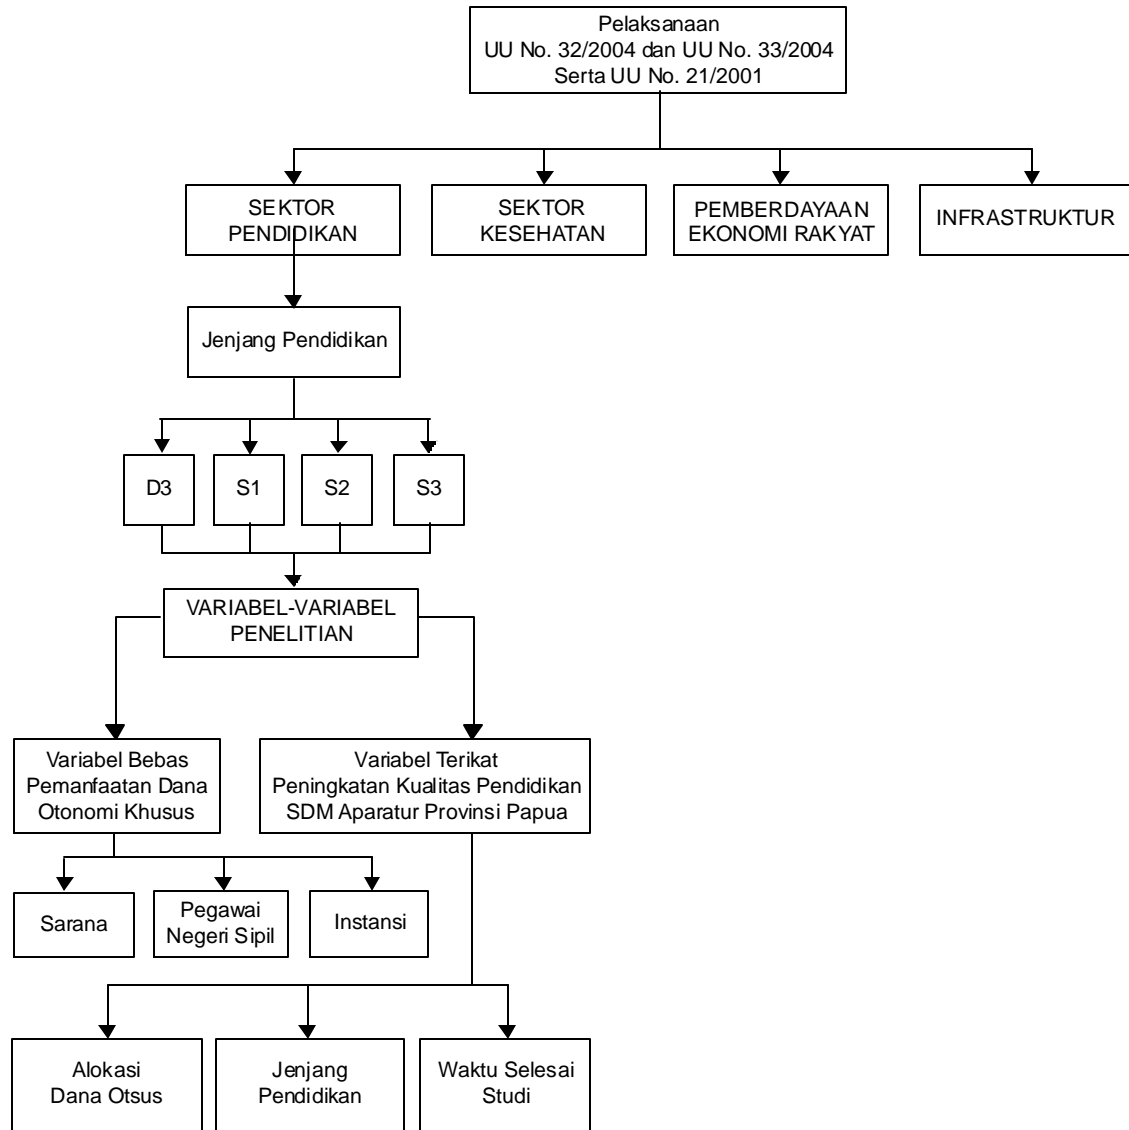 Pelaksanaan
UU No. 32/2004 dan UU No. 33/2004
Serta UU No. 21/2001
SEKTOR
PENDIDIKAN
SEKTOR
KESEHATAN
PEMBERDAYAAN
EKONOMI RAKYAT
INFRASTRUKTUR
Jenjang Pendidikan
D3
S1
S2
S3
VARIABEL-VARIABEL
PENELITIAN
Variabel Bebas
Pemanfaatan Dana
Otonomi Khusus
Variabel Terikat
Peningkatan Kualitas Pendidikan
SDM Aparatur Provinsi Papua
Sarana
Pegawai
Negeri Sipil
Instansi
Alokasi
Dana Otsus
Jenjang
Pendidikan
Waktu Selesai
Studi